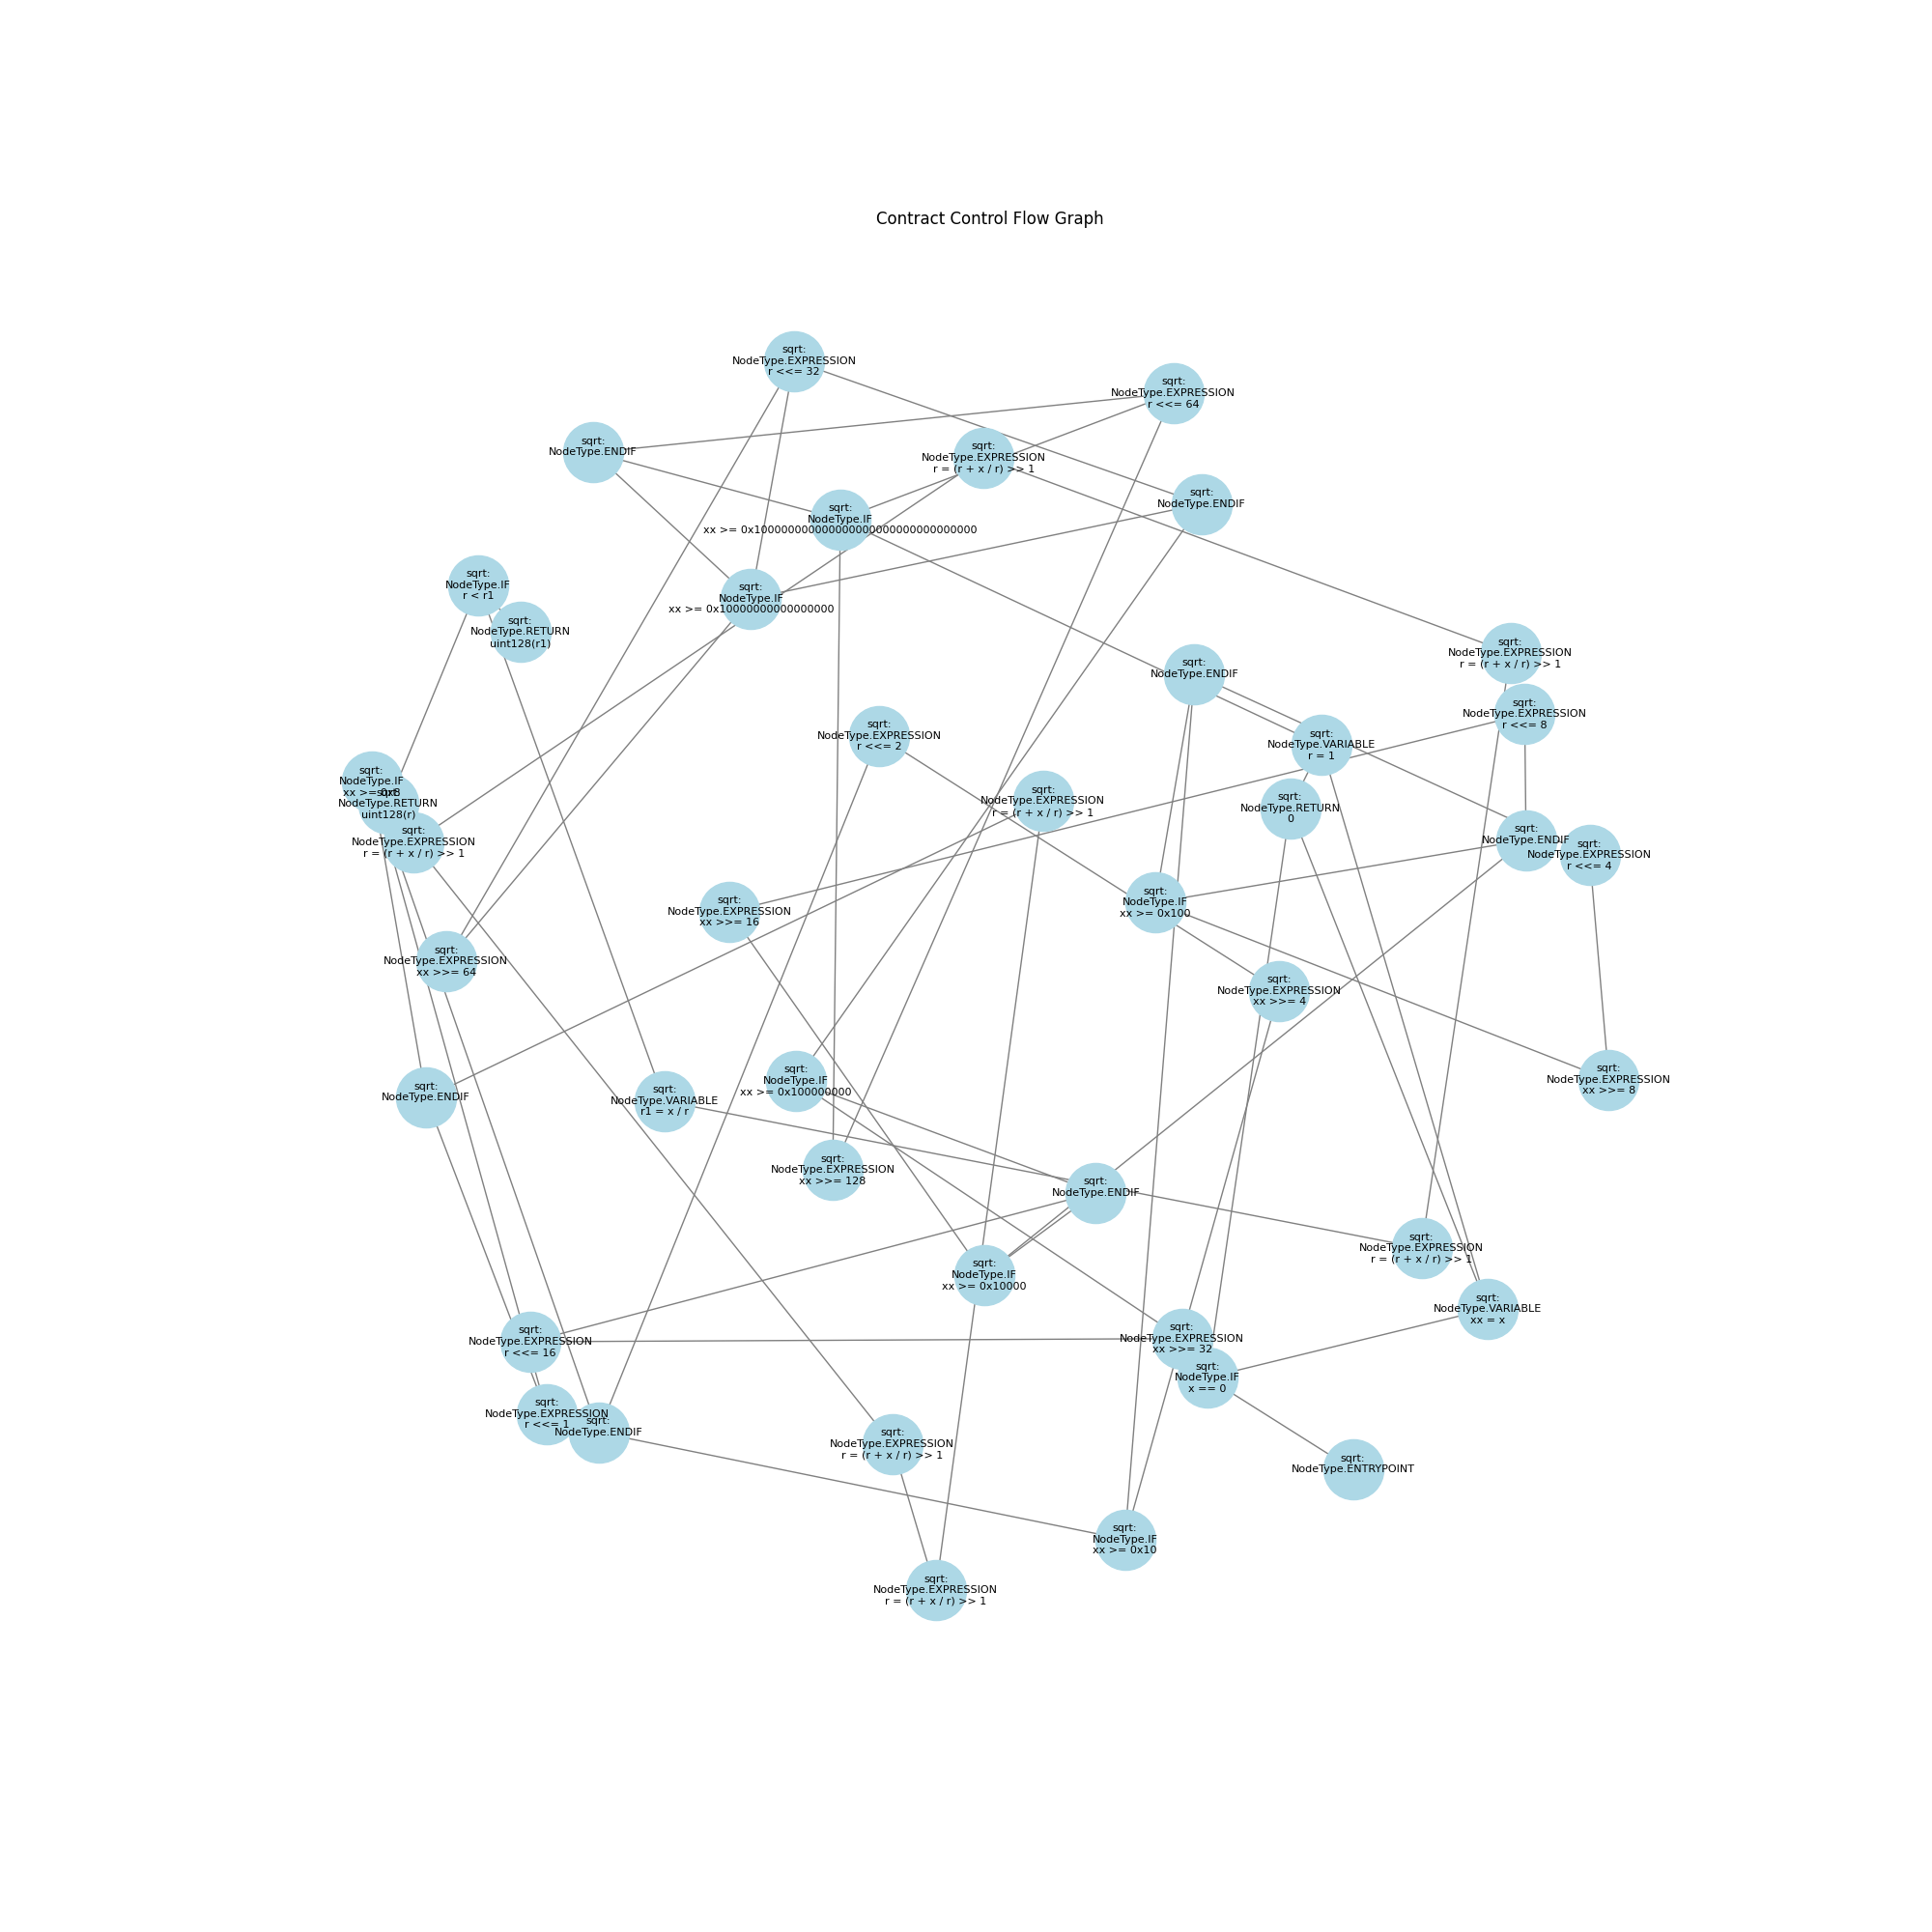 Contract Control Flow Graph
sqrt:
NodeType.EXPRESSION
r <<= 32
sqrt:
NodeType.EXPRESSION
r <<= 64
sqrt:
NodeType.ENDIF
sqrt:
NodeType.EXPRESSION
r = (r + x / r) >> 1
sqrt:
NodeType.ENDIF
sqrt:
NodeType.IF
xx >= 0x100000000000000000000000000000000
sqrt:
NodeType.IF
r < r1
sqrt:
NodeType.IF
xx >= 0x10000000000000000
sqrt:
NodeType.RETURN
uint128(r1)
sqrt:
NodeType.EXPRESSION
r = (r + x / r) >> 1
sqrt:
NodeType.ENDIF
sqrt:
NodeType.EXPRESSION
r <<= 8
sqrt:
NodeType.EXPRESSION
r <<= 2
sqrt:
NodeType.VARIABLE
r = 1
sqrt:
NodeType.IF
xx >= 0x8
sqrt:
NodeType.RETURN
uint128(r)
sqrt:
NodeType.EXPRESSION
r = (r + x / r) >> 1
sqrt:
NodeType.RETURN
0
sqrt:
NodeType.EXPRESSION
r = (r + x / r) >> 1
sqrt:
NodeType.ENDIF
sqrt:
NodeType.EXPRESSION
r <<= 4
sqrt:
NodeType.EXPRESSION
xx >>= 16
sqrt:
NodeType.IF
xx >= 0x100
sqrt:
NodeType.EXPRESSION
xx >>= 64
sqrt:
NodeType.EXPRESSION
xx >>= 4
sqrt:
NodeType.IF
xx >= 0x100000000
sqrt:
NodeType.EXPRESSION
xx >>= 8
sqrt:
NodeType.ENDIF
sqrt:
NodeType.VARIABLE
r1 = x / r
sqrt:
NodeType.EXPRESSION
xx >>= 128
sqrt:
NodeType.ENDIF
sqrt:
NodeType.EXPRESSION
r = (r + x / r) >> 1
sqrt:
NodeType.IF
xx >= 0x10000
sqrt:
NodeType.VARIABLE
xx = x
sqrt:
NodeType.EXPRESSION
r <<= 16
sqrt:
NodeType.EXPRESSION
xx >>= 32
sqrt:
NodeType.IF
x == 0
sqrt:
NodeType.EXPRESSION
r <<= 1
sqrt:
NodeType.ENDIF
sqrt:
NodeType.EXPRESSION
r = (r + x / r) >> 1
sqrt:
NodeType.ENTRYPOINT
sqrt:
NodeType.IF
xx >= 0x10
sqrt:
NodeType.EXPRESSION
r = (r + x / r) >> 1